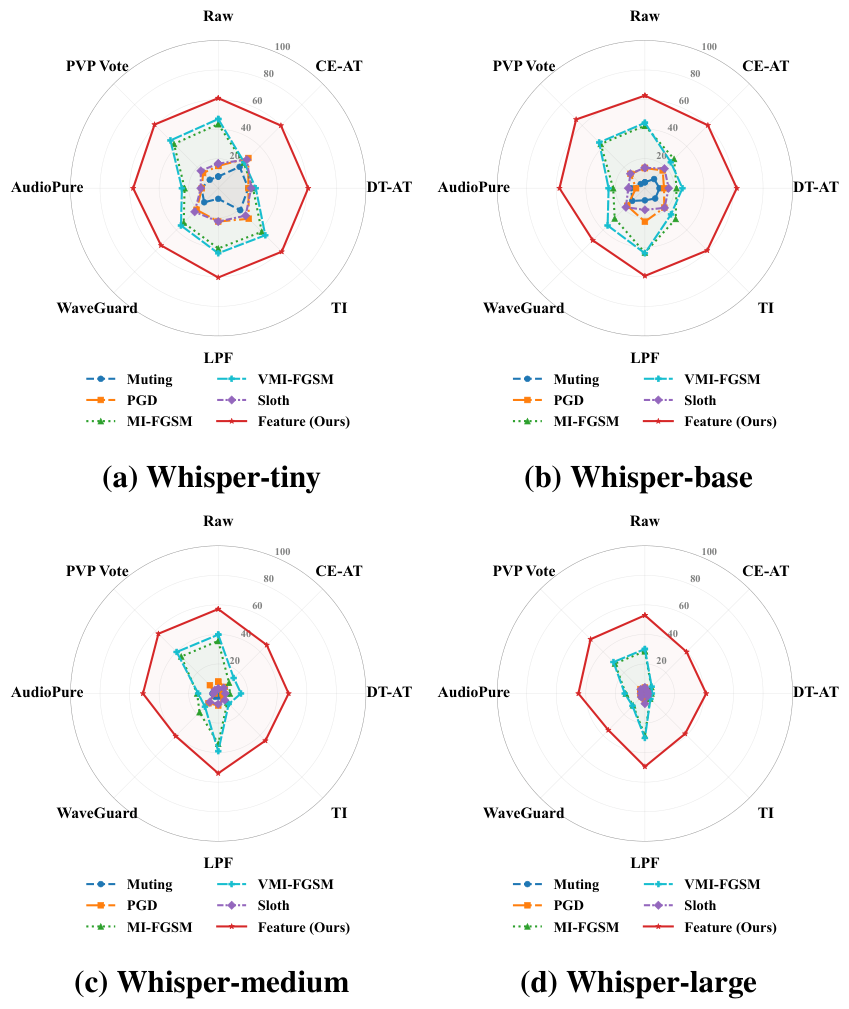 Raw
100
PVP Vote
CE-AT
80
60
40
20
AudioPure
DT-AT
WaveGuard
TI
LPF
Muting
VMI-FGSM
PGD
Sloth
MI-FGSM
Feature (Ours)
(a) Whisper-tiny
Raw
100
PVP Vote
CE-AT
80
60
40
20
AudioPure
DT-AT
WaveGuard
TI
LPF
Muting
VMI-FGSM
PGD
Sloth
MI-FGSM
Feature (Ours)
(b) Whisper-base
Raw
100
PVP Vote
CE-AT
80
60
40
20
AudioPure
DT-AT
WaveGuard
TI
LPF
Muting
VMI-FGSM
PGD
Sloth
MI-FGSM
Feature (Ours)
(c) Whisper-medium
Raw
100
PVP Vote
CE-AT
80
60
40
20
AudioPure
DT-AT
WaveGuard
TI
LPF
Muting
VMI-FGSM
PGD
Sloth
MI-FGSM
Feature (Ours)
(d) Whisper-large